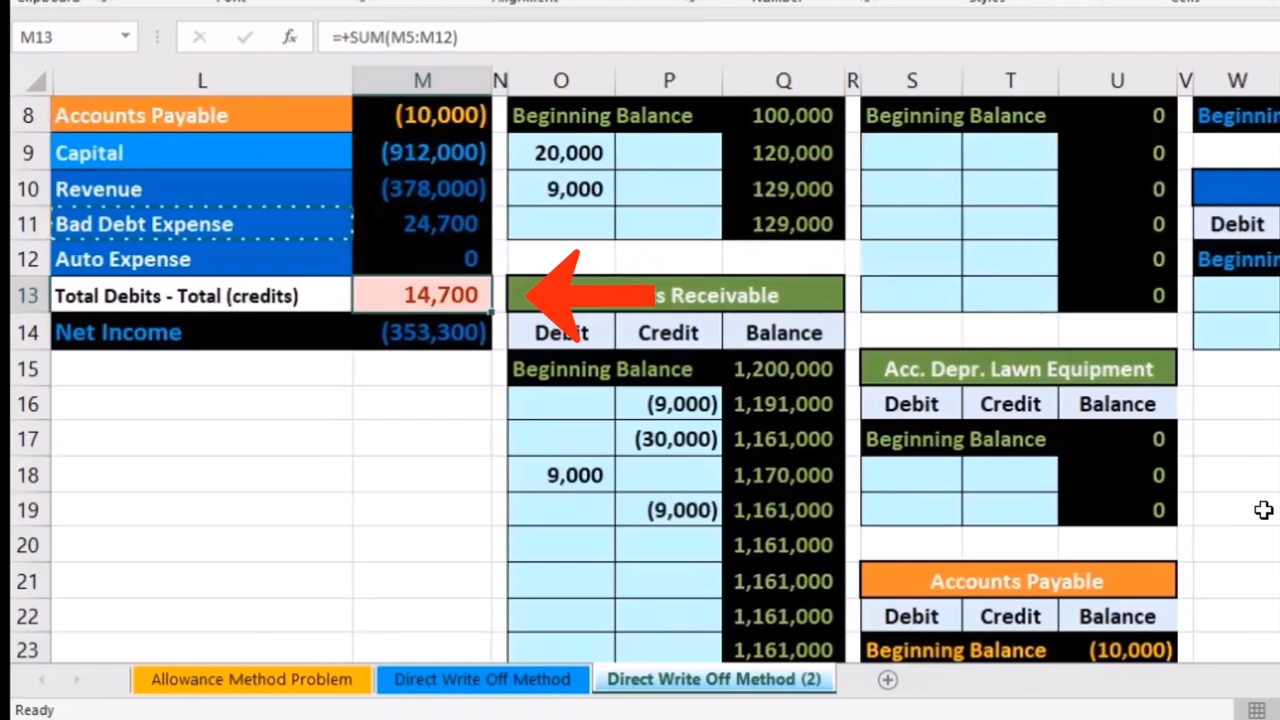 M13 fx =+SUM(M5:M12)
L M N O P Q R S T U V W
8 Accounts Payable (10,000) Beginning Balance 100,000 Beginning Balance 0
9 Capital (912,000) 20,000 120,000 0
10 Revenue (378,000) 9,000 129,000 0
11 Bad Debt Expense 24,700 129,000 0 Debit
12 Auto Expense 0 0
13 Total Debits - Total (credits) 14,700 s Receivable 0
14 Net Income (353,300) Debit Credit Balance
15 Beginning Balance 1,200,000 Acc. Depr. Lawn Equipment
16 (9,000) 1,191,000 Debit Credit Balance
17 (30,000) 1,161,000 Beginning Balance 0
18 9,000 1,170,000 0
19 (9,000) 1,161,000 0
20 1,161,000
21 1,161,000 Accounts Payable
22 1,161,000 Debit Credit Balance
23 1,161,000 Beginning Balance (10,000)
Allowance Method Problem Direct Write Off Method Direct Write Off Method (2)
Ready